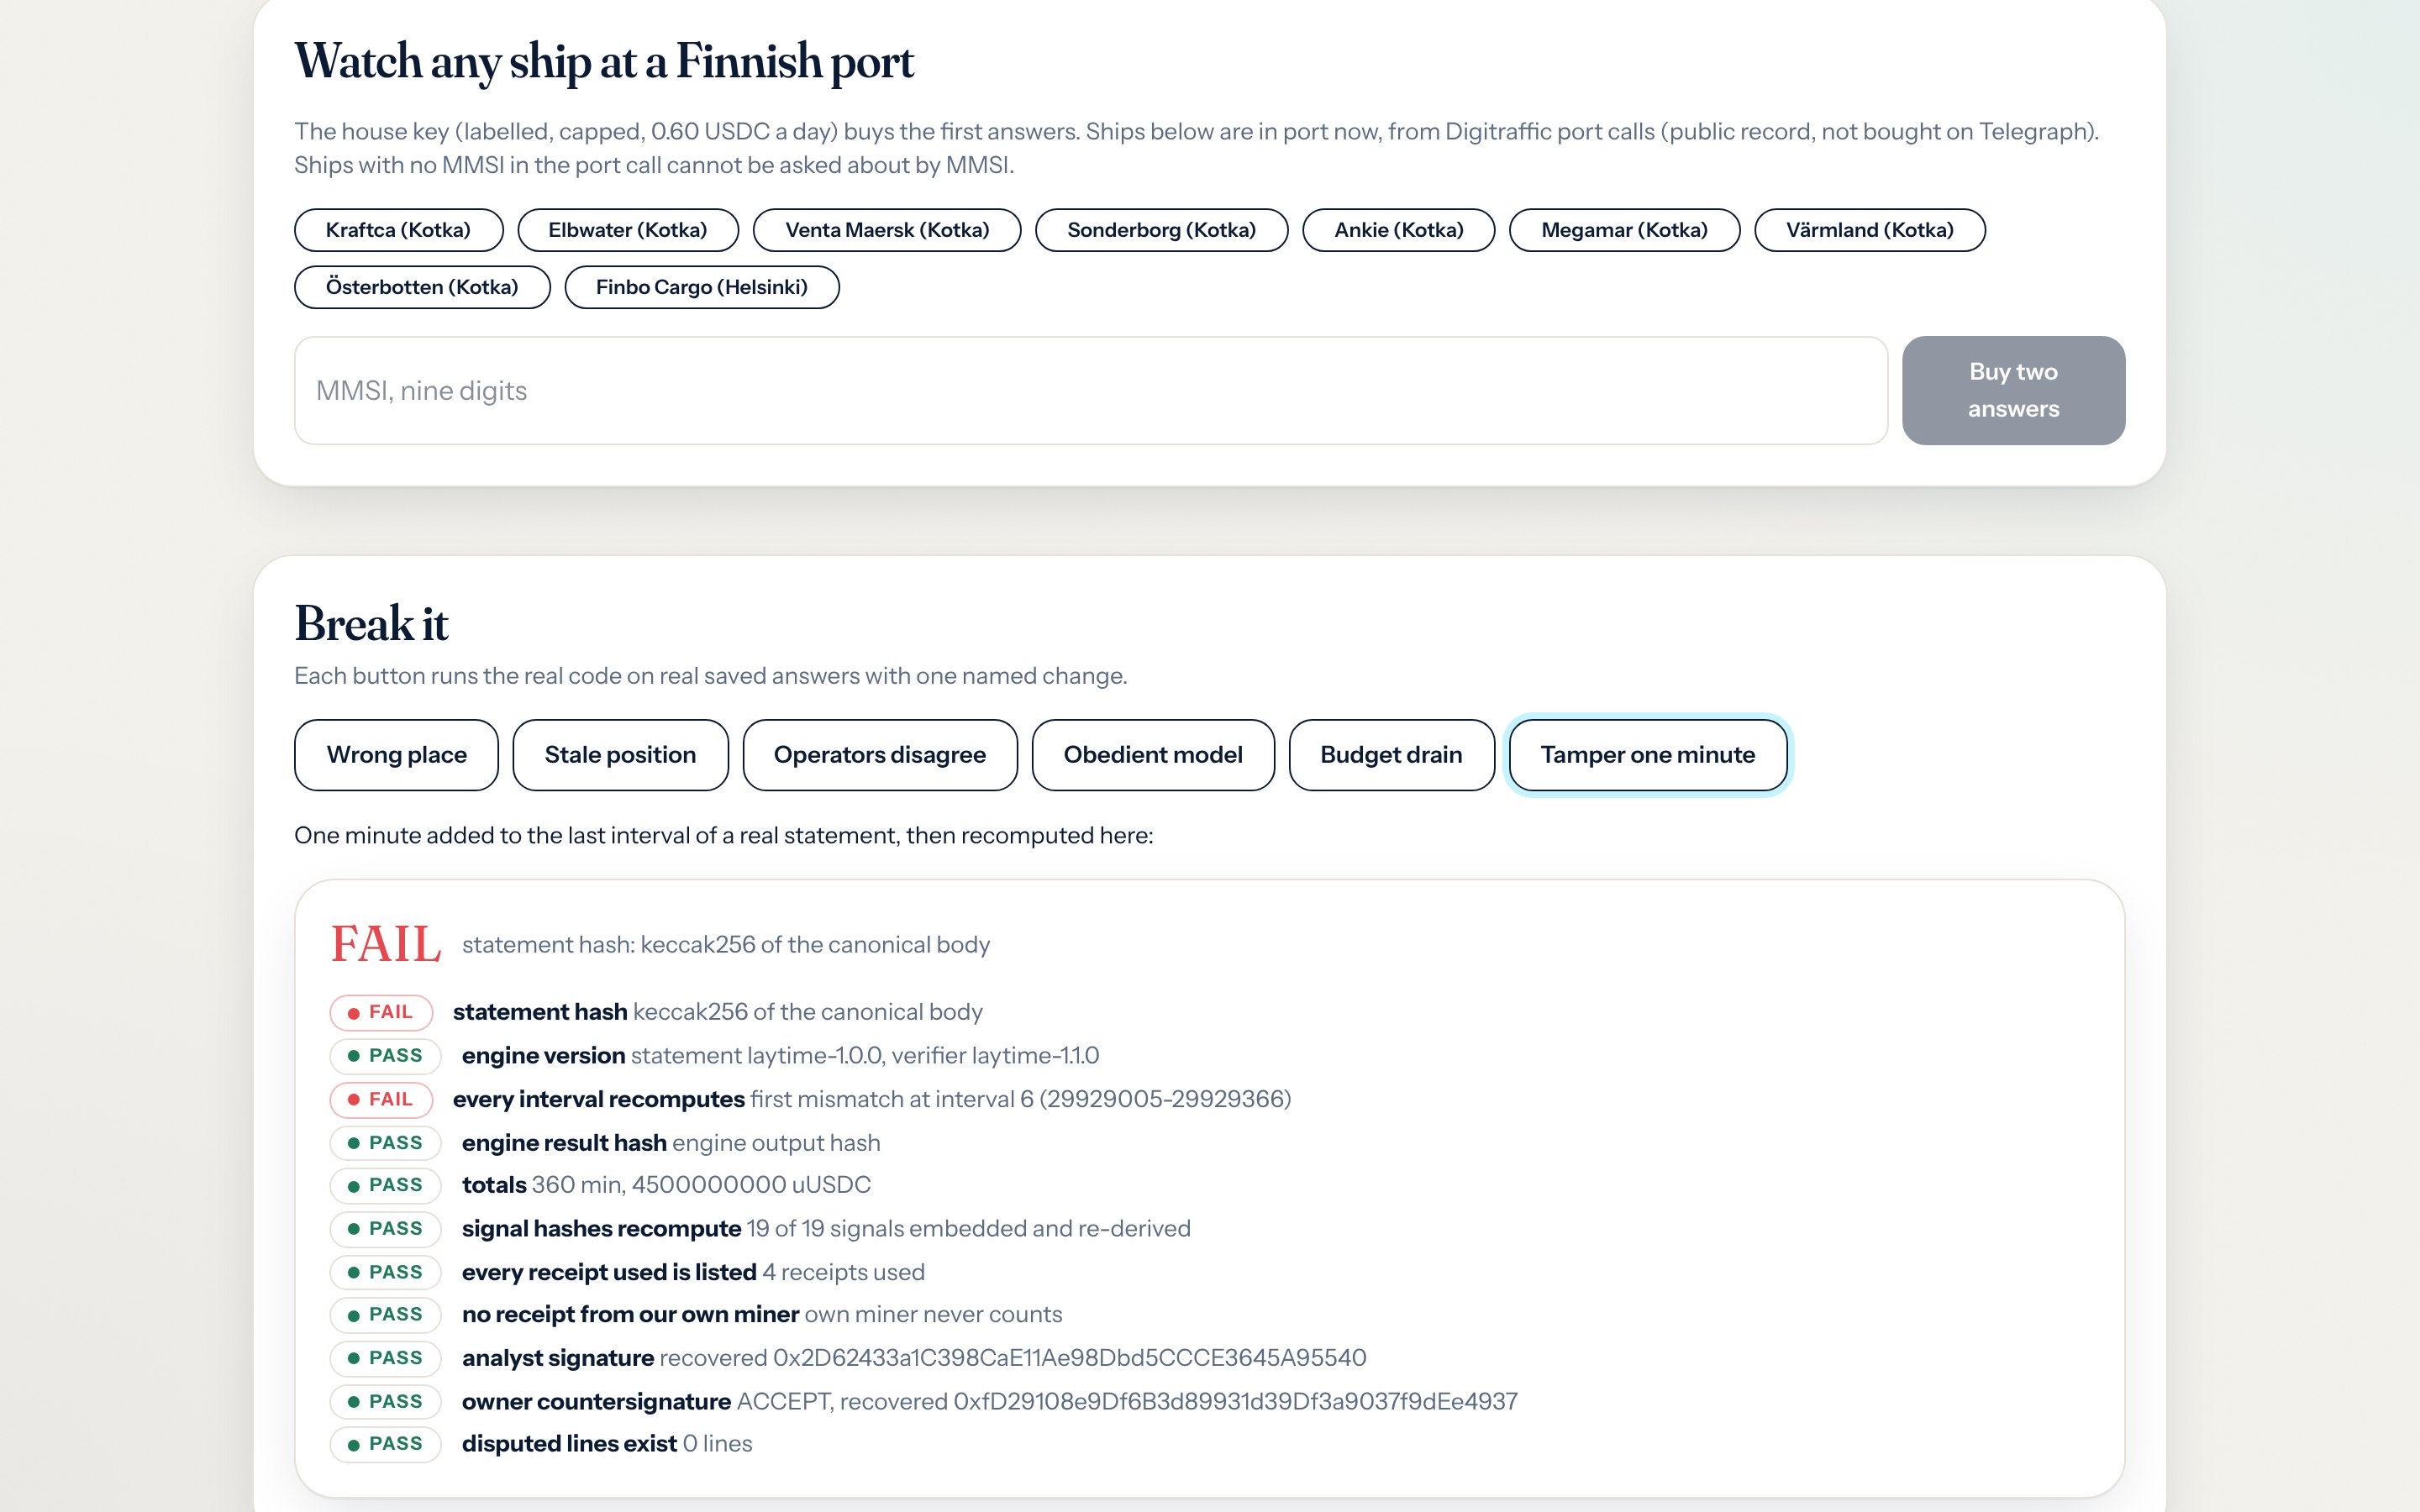 Watch any ship at a Finnish port
The house key (labelled, capped, 0.60 USDC a day) buys the first answers. Ships below are in port now, from Digitraffic port calls (public record, not bought on Telegraph).
Ships with no MMSI in the port call cannot be asked about by MMSI.
Kraftca (Kotka) Elbwater (Kotka) Venta Maersk (Kotka) Sonderborg (Kotka) Ankie (Kotka) Megamar (Kotka) Värmland (Kotka)
Österbotten (Kotka) Finbo Cargo (Helsinki)
MMSI, nine digits
Buy two
answers
Break it
Each button runs the real code on real saved answers with one named change.
Wrong place Stale position Operators disagree Obedient model Budget drain Tamper one minute
One minute added to the last interval of a real statement, then recomputed here:
FAIL statement hash: keccak256 of the canonical body
FAIL statement hash keccak256 of the canonical body
PASS engine version statement laytime-1.0.0, verifier laytime-1.1.0
FAIL every interval recomputes first mismatch at interval 6 (29929005-29929366)
PASS engine result hash engine output hash
PASS totals 360 min, 4500000000 uUSDC
PASS signal hashes recompute 19 of 19 signals embedded and re-derived
PASS every receipt used is listed 4 receipts used
PASS no receipt from our own miner own miner never counts
PASS analyst signature recovered 0x2D62433a1C398CaE11Ae98Dbd5CCCE3645A95540
PASS owner countersignature ACCEPT, recovered 0xfD29108e9Df6B3d89931d39Df3a9037f9dEe4937
PASS disputed lines exist 0 lines